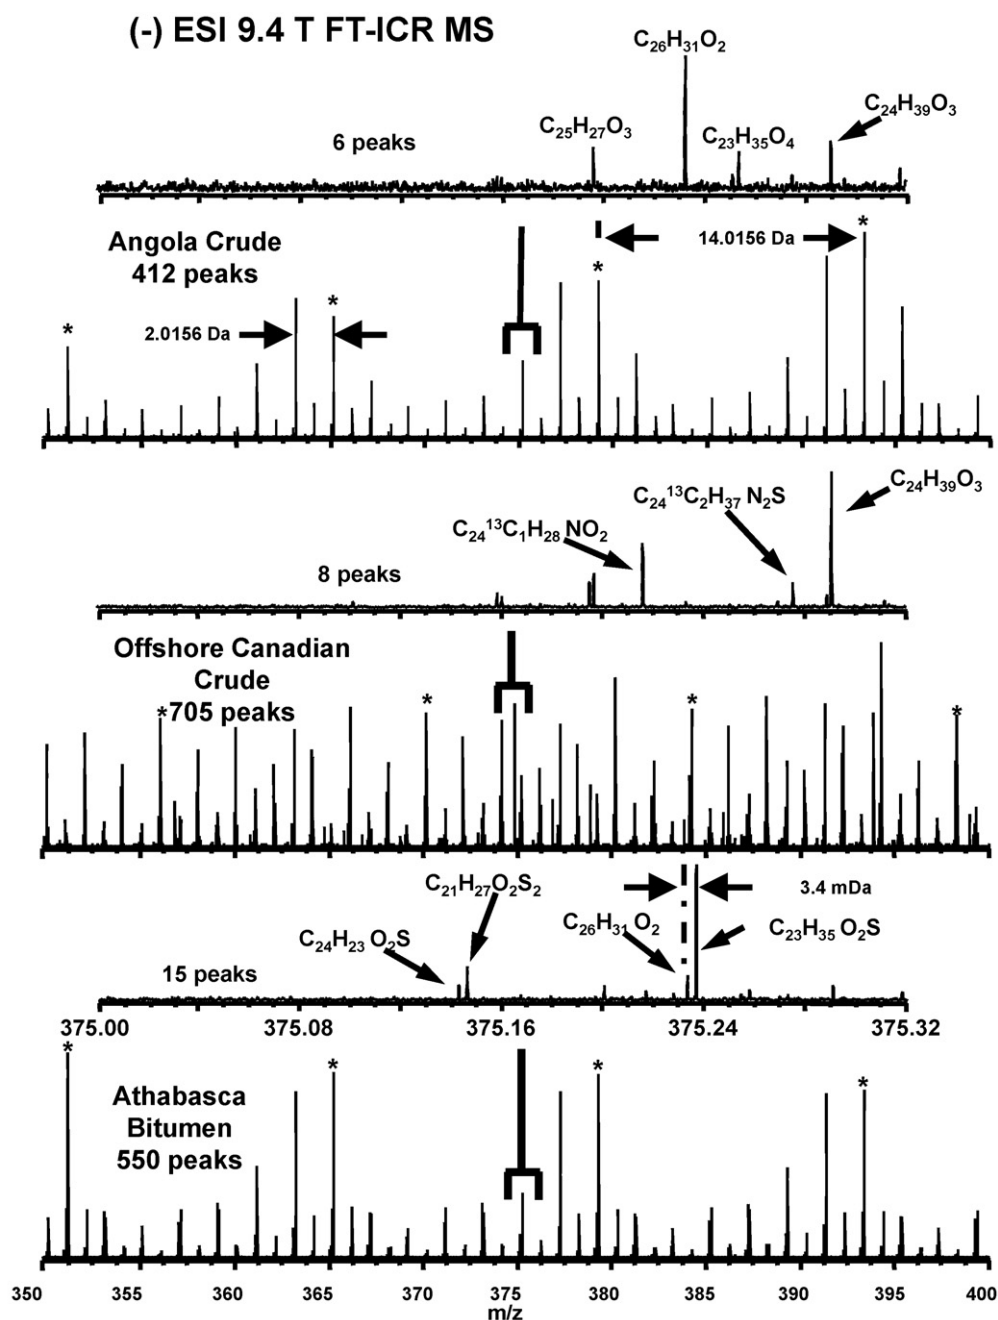 (-) ESI 9.4 T FT-ICR MS
C26H31O2
C24H39O3
C25H27O3
C23H35O4
6 peaks
Angola Crude
412 peaks
14.0156 Da
*
*
*
*
2.0156 Da
C24H39O3
C24 13C2H37 N2S
C24 13C1H28 NO2
8 peaks
Offshore Canadian
Crude
*705 peaks
*
*
*
C21H27O2S2
3.4 mDa
C26H31 O2
C23H35 O2S
C24H23 O2S
15 peaks
375.00 375.08 375.16 375.24 375.32
*
*
*
*
Athabasca
Bitumen
550 peaks
350 355 360 365 370 375 380 385 390 395 400
m/z